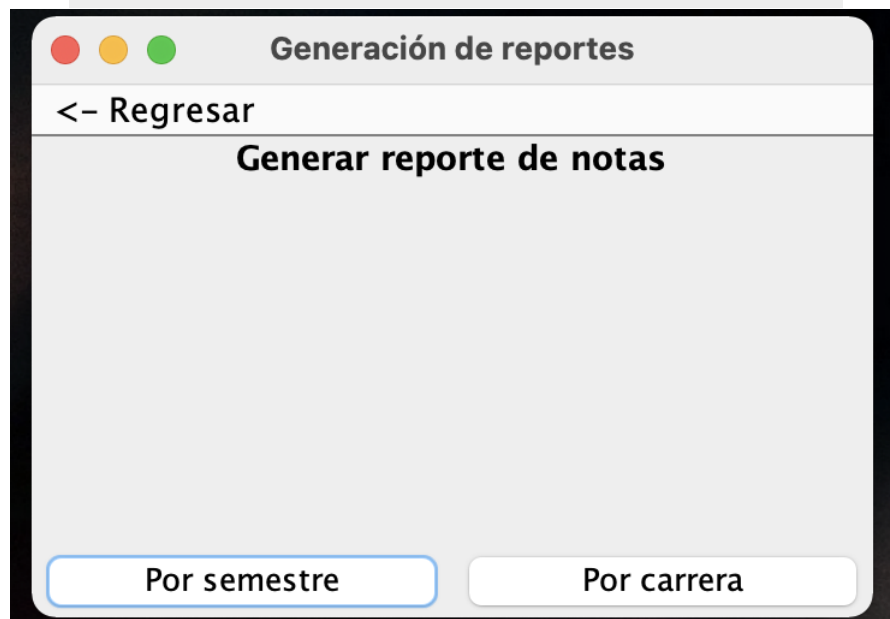 Generación de reportes
<- Regresar
Generar reporte de notas
Por semestre
Por carrera